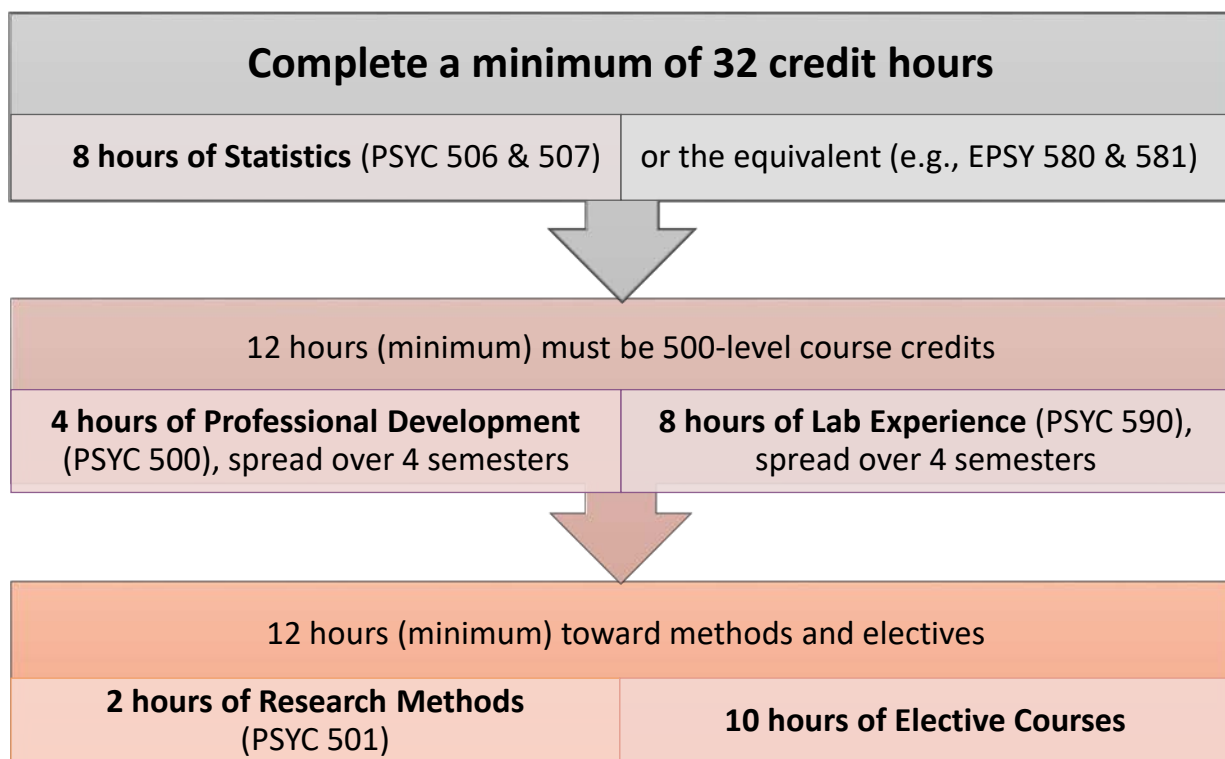 Complete a minimum of 32 credit hours
8 hours of Statistics (PSYC 506 & 507)
or the equivalent (e.g., EPSY 580 & 581)
12 hours (minimum) must be 500-level course credits
4 hours of Professional Development
(PSYC 500), spread over 4 semesters
8 hours of Lab Experience (PSYC 590),
spread over 4 semesters
12 hours (minimum) toward methods and electives
2 hours of Research Methods
(PSYC 501)
10 hours of Elective Courses